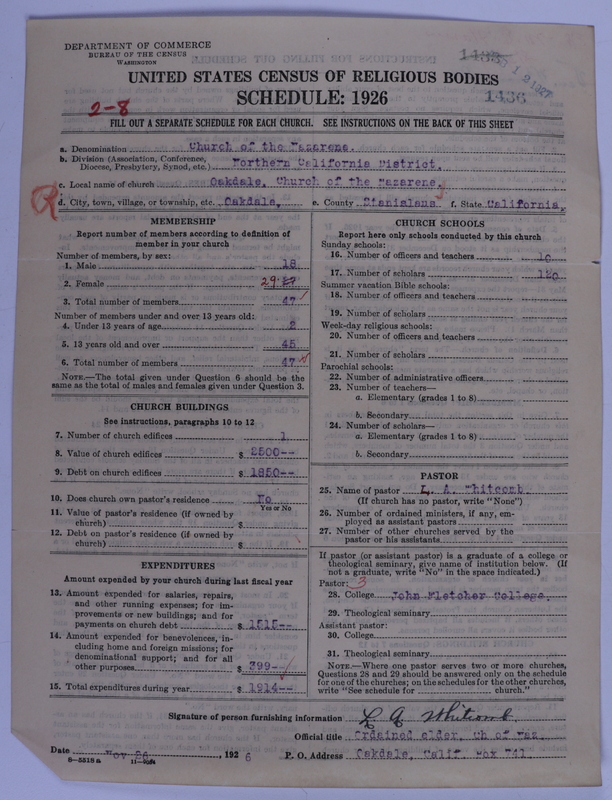 DEPARTMENT OF COMMERCE
BUREAU OF THE CENSUS
WASHINGTON
1433
1436
UNITED STATES CENSUS OF RELIGIOUS BODIES
SCHEDULE: 1926
2-8
FILL OUT A SEPARATE SCHEDULE FOR EACH CHURCH. SEE INSTRUCTIONS ON THE BACK OF THIS SHEET
a. Denomination Church of the Nazarene.
b. Division (Association, Conference, Diocese, Presbytery, Synod, etc.) Northern California District.
c. Local name of church Oakdale, Church of the Nazarene,
R
d. City, town, village, or township, etc. Oakdale, e. County Stanislaus f. State California,
MEMBERSHIP
Report number of members according to definition of
member in your church
Number of members, by sex:
1. Male 18
2. Female 29 27
3. Total number of members 47
Number of members under and over 13 years old:
4. Under 13 years of age 2
5. 13 years old and over 45
6. Total number of members 47
NOTE.—The total given under Question 6 should be the
same as the total of males and females given under Question 3.
CHURCH BUILDINGS
See instructions, paragraphs 10 to 12
7. Number of church edifices 1
8. Value of church edifices $ 2500--
9. Debt on church edifices $ 1850--
10. Does church own pastor's residence No
Yes or No
11. Value of pastor's residence (if owned by
church) $
12. Debt on pastor's residence (if owned by
church) $
EXPENDITURES
Amount expended by your church during last fiscal year
13. Amount expended for salaries, repairs,
and other running expenses; for im-
provements or new buildings; and for
payments on church debt $ 1515--
14. Amount expended for benevolences, in-
cluding home and foreign missions; for
denominational support; and for all
other purposes $ 399--
15. Total expenditures during year $ 1914--
CHURCH SCHOOLS
Report here only schools conducted by this church
Sunday schools:
16. Number of officers and teachers 10
17. Number of scholars 120
Summer vacation Bible schools:
18. Number of officers and teachers
19. Number of scholars
Week-day religious schools:
20. Number of officers and teachers
21. Number of scholars
Parochial schools:
22. Number of administrative officers
23. Number of teachers—
a. Elementary (grades 1 to 8)
b. Secondary
24. Number of scholars—
a. Elementary (grades 1 to 8)
b. Secondary
PASTOR
25. Name of pastor L. A. Whitcomb
(If church has no pastor, write "None")
26. Number of ordained ministers, if any, em-
ployed as assistant pastors
27. Number of other churches served by the
pastor or his assistants
If pastor (or assistant pastor) is a graduate of a college or
theological seminary, give name of institution below. (If
not a graduate, write "No" in the space indicated.)
Pastor: 3
28. College John Fletcher College,
29. Theological seminary
Assistant pastor:
30. College
31. Theological seminary
NOTE.—Where one pastor serves two or more churches,
Questions 28 and 29 should be answered only on the schedule
for one of the churches; on the schedules for the other churches,
write "See schedule for church."
Signature of person furnishing information L A Whitcomb
Official title Ordained elder, Ch of Naz.
Date Nov 26, 1926
P. O. Address Oakdale, Calif. Box 741.